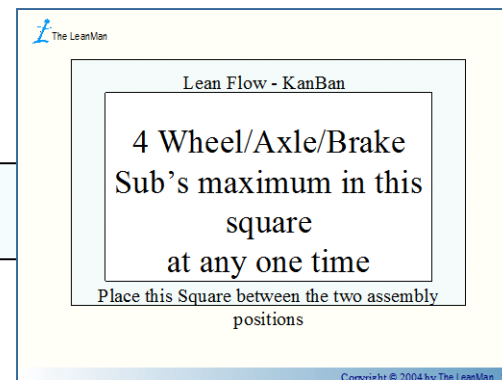 The LeanMan
Lean Flow - KanBan
4 Wheel/Axle/Brake
Sub's maximum in this
square
at any one time
Place this Square between the two assembly
positions
Copyright © 2004 by The LeanMan